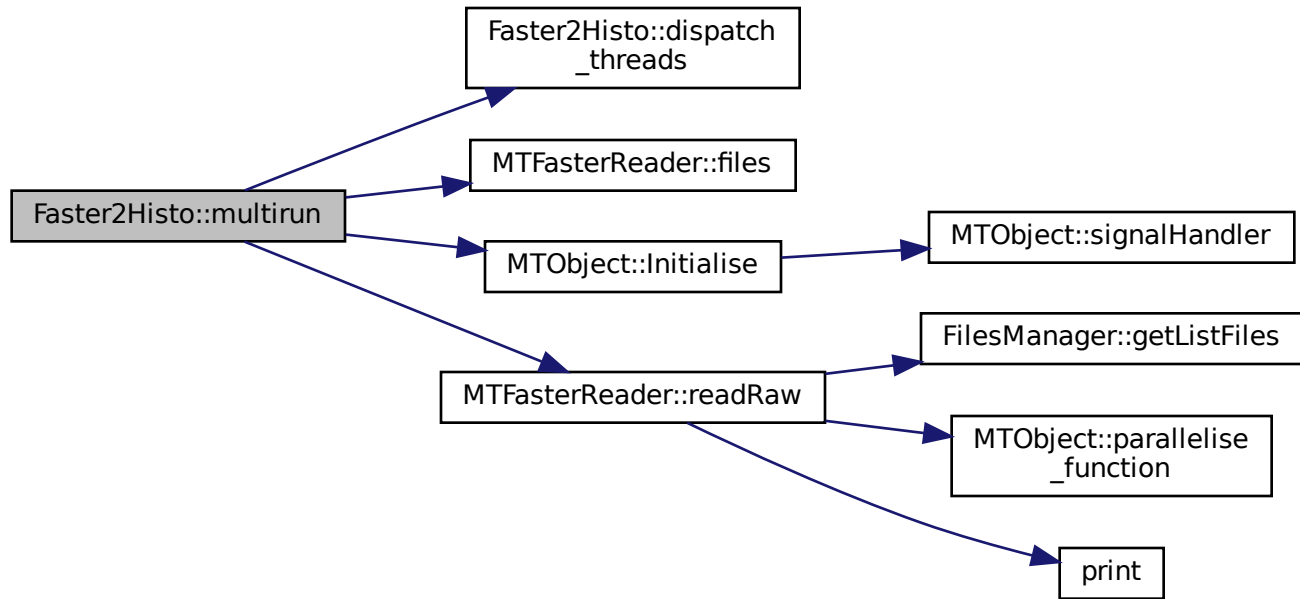 Faster2Histo::dispatch
_threads
MTFasterReader::files
Faster2Histo::multirun
MTObject::signalHandler
MTObject::Initialise
FilesManager::getListFiles
MTFasterReader::readRaw
MTObject::parallelise
_function
print